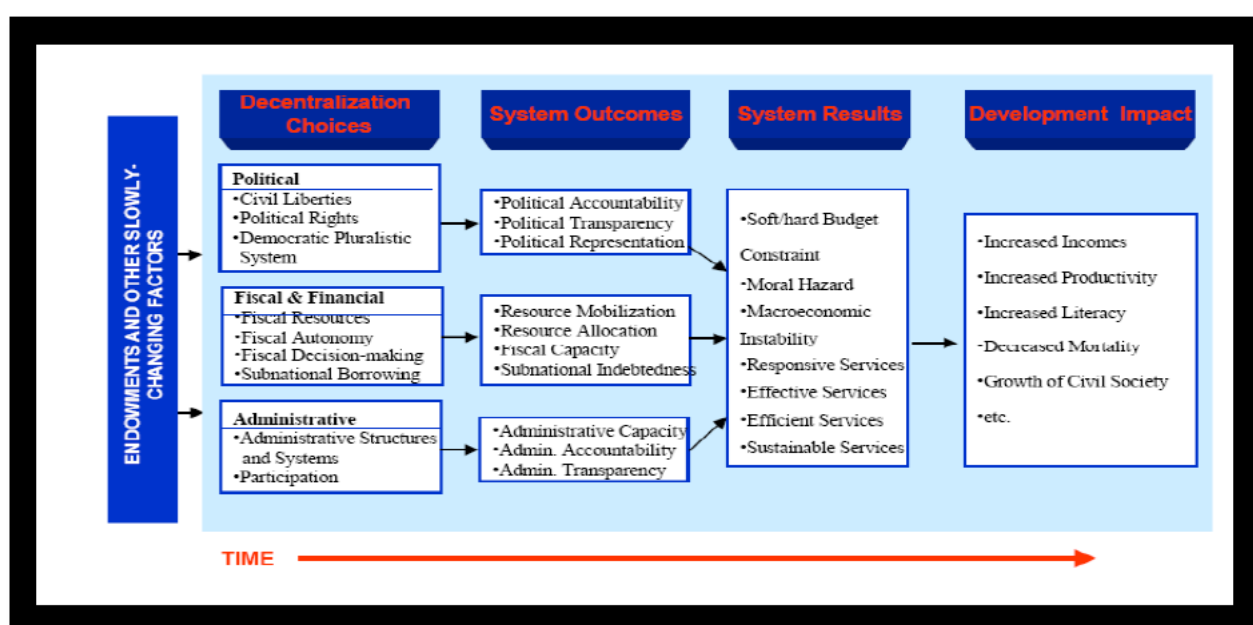 ENDOWMENTS AND OTHER SLOWLY-
CHANGING FACTORS
Decentralization
Choices
Political
•Civil Liberties
•Political Rights
•Democratic Pluralistic
System
Fiscal & Financial
•Fiscal Resources
•Fiscal Autonomy
•Fiscal Decision-making
•Subnational Borrowing
Administrative
•Administrative Structures
and Systems
•Participation
System Outcomes
•Political Accountability
•Political Transparency
•Political Representation
•Resource Mobilization
•Resource Allocation
•Fiscal Capacity
•Subnational Indebtedness
•Administrative Capacity
•Admin. Accountability
•Admin. Transparency
System Results
•Soft/hard Budget
Constraint
•Moral Hazard
•Macroeconomic
Instability
•Responsive Services
•Effective Services
•Efficient Services
•Sustainable Services
Development Impact
•Increased Incomes
•Increased Productivity
•Increased Literacy
•Decreased Mortality
•Growth of Civil Society
•etc.
TIME